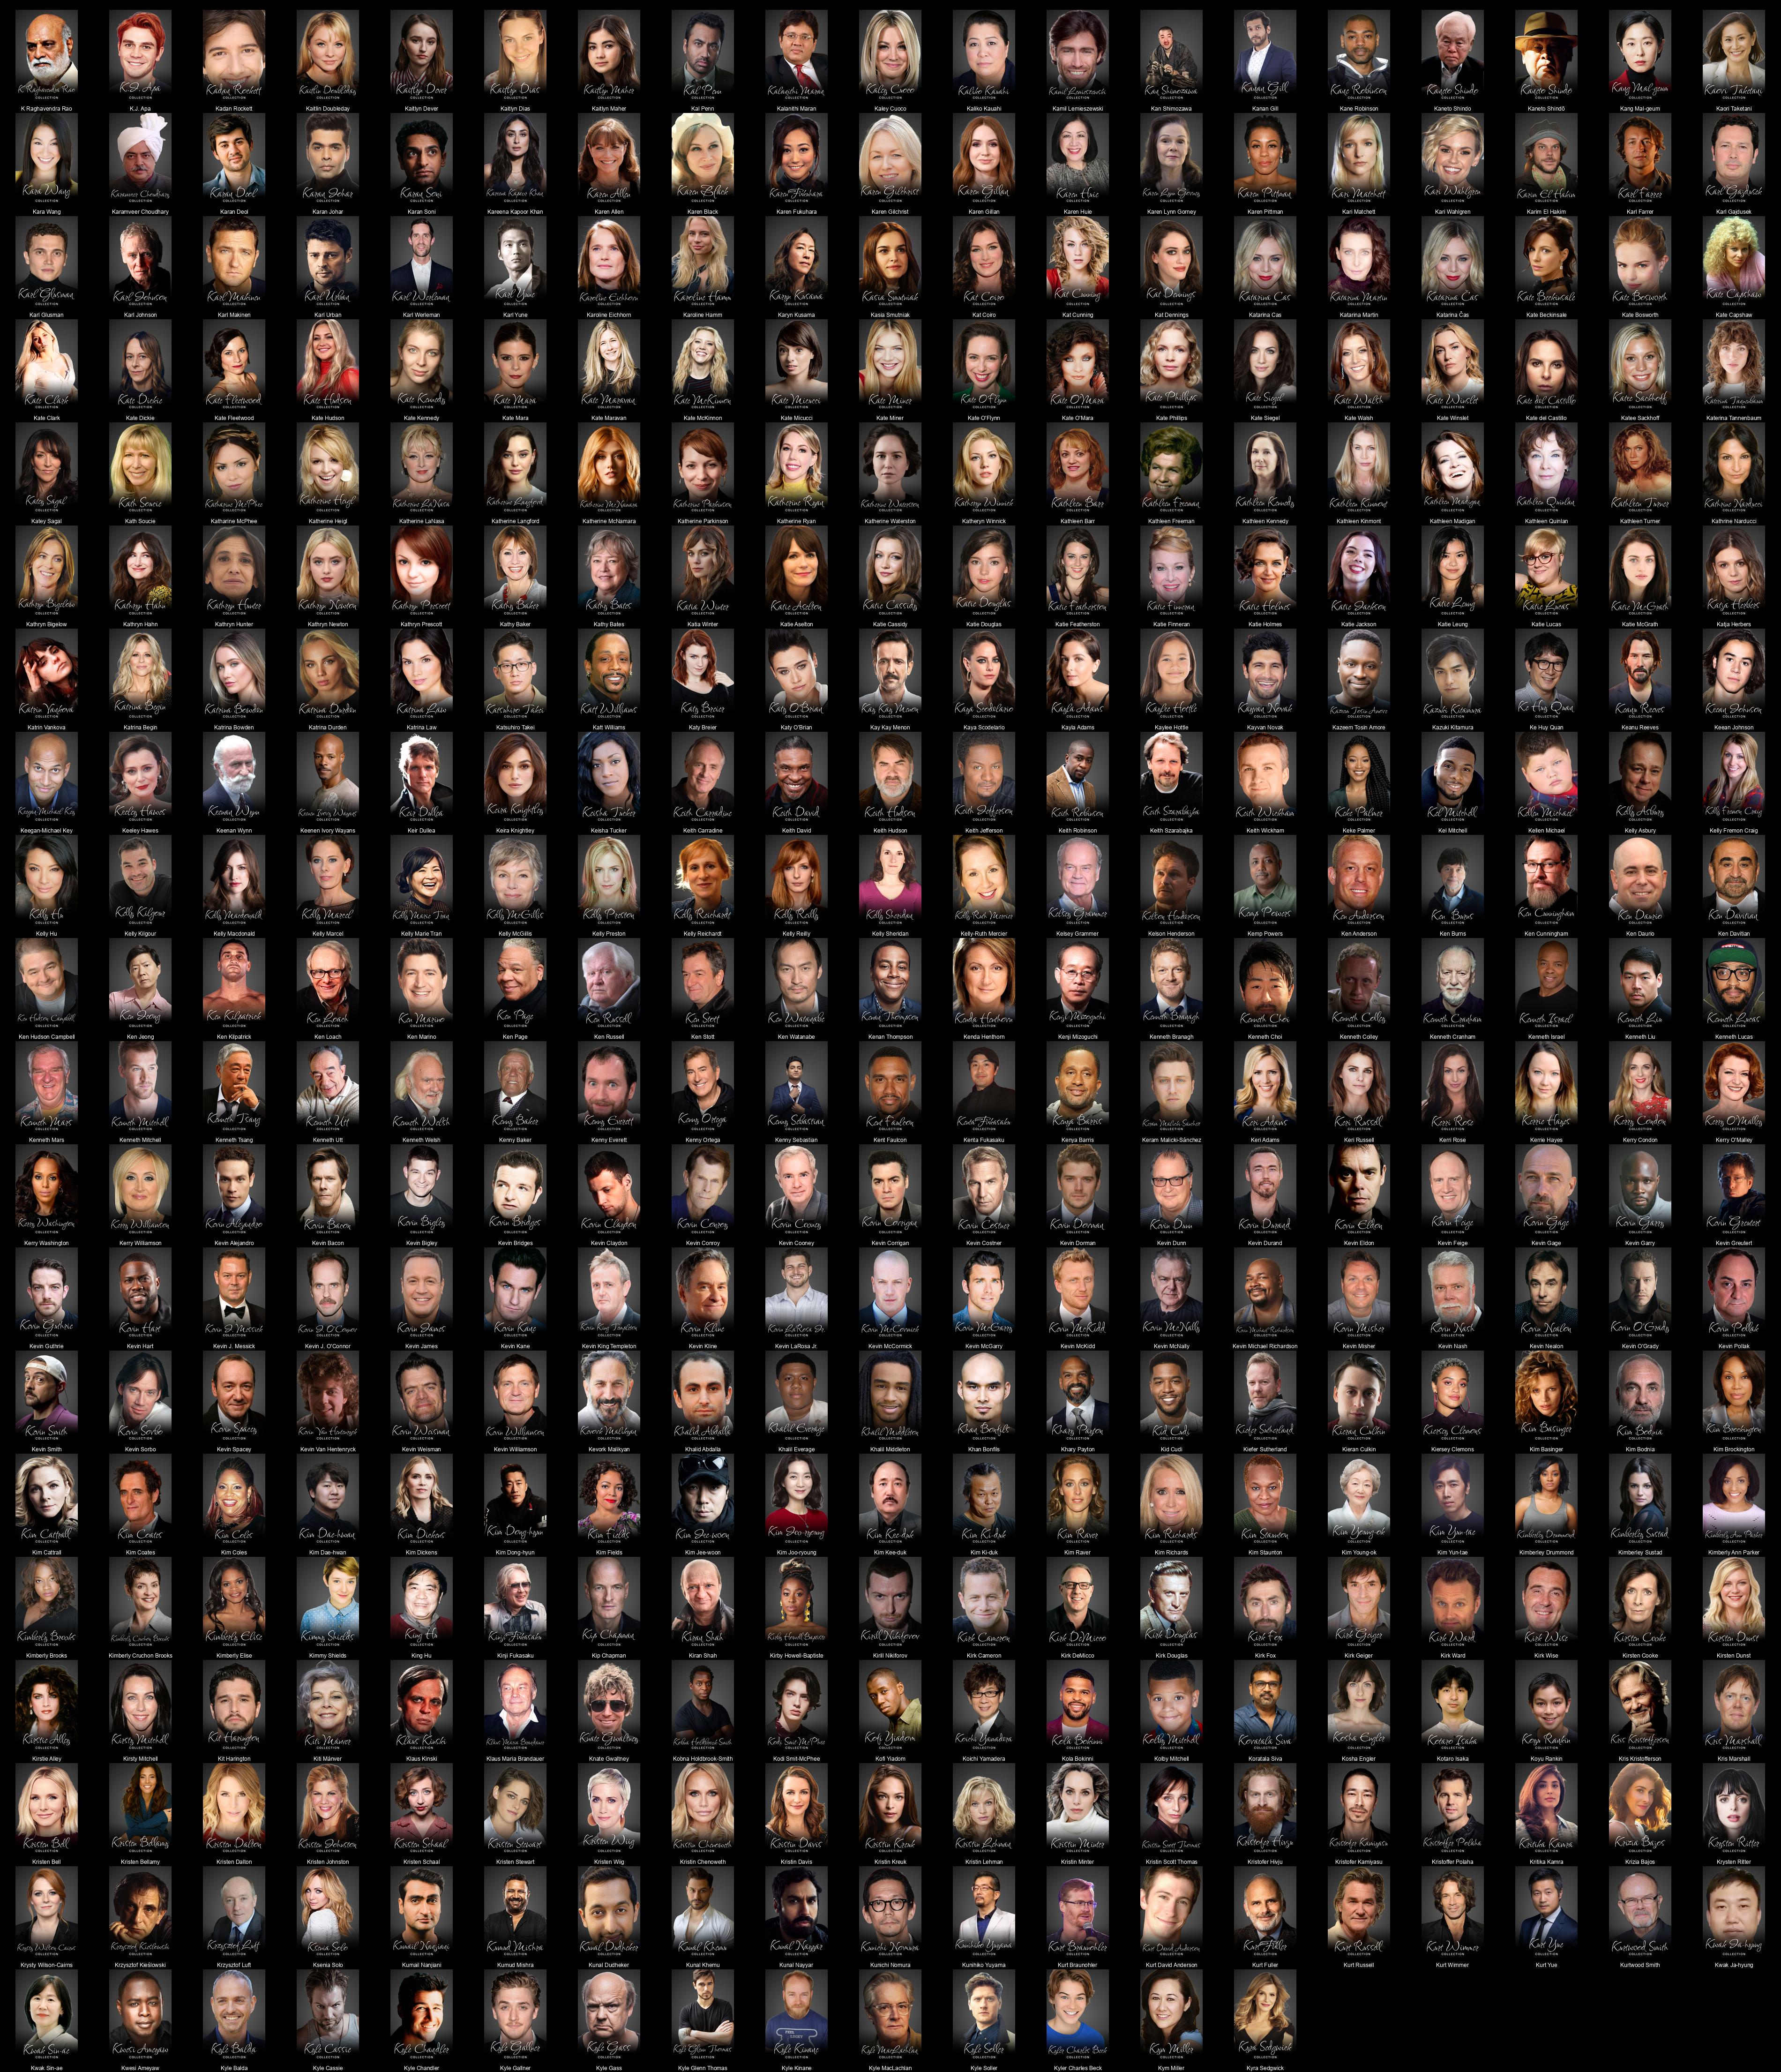 K Raghavendra Rao K.J. Apa Kadan Rockett Kaitlin Doubleday Kaitlyn Dever Kaitlyn Dias Kaitlyn Maher Kal Penn Kalanithi Maran Kaley Cuoco Kaliko Kauahi Kamil Lemieszewski Kan Shimozawa Kanan Gill Kane Robinson Kaneto Shindo Kaneto Shindō Kang Mal-geum Kaori Taketani
Kara Wang Karamveer Choudhary Karan Deol Karan Johar Karan Soni Kareena Kapoor Khan Karen Allen Karen Black Karen Fukuhara Karen Gilchrist Karen Gillan Karen Huie Karen Lynn Gorney Karen Pittman Kari Matchett Kari Wahlgren Karim El Hakim Karl Farrer Karl Gajdusek
Karl Glusman Karl Johnson Karl Makinen Karl Urban Karl Werleman Karl Yune Karoline Eichhorn Karoline Hamm Karyn Kusama Kasia Smutniak Kat Coiro Kat Cunning Kat Dennings Katarina Cas Katarina Martin Katarina Čas Kate Beckinsale Kate Bosworth Kate Capshaw
Kate Clark Kate Dickie Kate Fleetwood Kate Hudson Kate Kennedy Kate Mara Kate Maravan Kate McKinnon Kate Micucci Kate Miner Kate O'Flynn Kate O'Mara Kate Phillips Kate Siegel Kate Walsh Kate Winslet Kate del Castillo Katee Sackhoff Katerina Tannenbaum
Katey Sagal Kath Soucie Katharine McPhee Katherine Heigl Katherine LaNasa Katherine Langford Katherine McNamara Katherine Parkinson Katherine Ryan Katherine Waterston Katheryn Winnick Kathleen Barr Kathleen Freeman Kathleen Kennedy Kathleen Kinmont Kathleen Madigan Kathleen Quinlan Kathleen Turner Kathrine Narducci
Kathryn Bigelow Kathryn Hahn Kathryn Hunter Kathryn Newton Kathryn Prescott Kathy Baker Kathy Bates Katia Winter Katie Aselton Katie Cassidy Katie Douglas Katie Featherston Katie Finneran Katie Holmes Katie Jackson Katie Leung Katie Lucas Katie McGrath Katja Herbers
Katrin Vankova Katrina Begin Katrina Bowden Katrina Durden Katrina Law Katsuhiro Takei Katt Williams Katy Breier Katy O'Brian Kay Kay Menon Kaya Scodelario Kayla Adams Kaylee Hottle Kayvan Novak Kazeem Tosin Amore Kazuki Kitamura Ke Huy Quan Keanu Reeves Keean Johnson
Keegan-Michael Key Keeley Hawes Keenan Wynn Keenen Ivory Wayans Keir Dullea Keira Knightley Keisha Tucker Keith Carradine Keith David Keith Hudson Keith Jefferson Keith Robinson Keith Szarabajka Keith Wickham Keke Palmer Kel Mitchell Kellen Michael Kelly Asbury Kelly Fremon Craig
Kelly Hu Kelly Kilgour Kelly Macdonald Kelly Marcel Kelly Marie Tran Kelly McGillis Kelly Preston Kelly Reichardt Kelly Reilly Kelly Sheridan Kelly-Ruth Mercier Kelsey Grammer Kelson Henderson Kemp Powers Ken Anderson Ken Burns Ken Cunningham Ken Daurio Ken Davitian
Ken Hudson Campbell Ken Jeong Ken Kilpatrick Ken Loach Ken Marino Ken Page Ken Russell Ken Stott Ken Watanabe Kenan Thompson Kenda Henthorn Kenji Mizoguchi Kenneth Branagh Kenneth Choi Kenneth Colley Kenneth Cranham Kenneth Israel Kenneth Liu Kenneth Lucas
Kenneth Mars Kenneth Mitchell Kenneth Tsang Kenneth Utt Kenneth Welsh Kenny Baker Kenny Everett Kenny Ortega Kenny Sebastian Kent Faulcon Kenta Fukasaku Kenya Barris Keram Malicki-Sánchez Keri Adams Keri Russell Kerri Rose Kerrie Hayes Kerry Condon Kerry O'Malley
Kerry Washington Kerry Williamson Kevin Alejandro Kevin Bacon Kevin Bigley Kevin Bridges Kevin Claydon Kevin Conroy Kevin Cooney Kevin Corrigan Kevin Costner Kevin Dorman Kevin Dunn Kevin Durand Kevin Eldon Kevin Feige Kevin Gage Kevin Garry Kevin Greutert
Kevin Guthrie Kevin Hart Kevin J. Messick Kevin J. O'Connor Kevin James Kevin Kane Kevin King Templeton Kevin Kline Kevin LaRosa Jr. Kevin McCormick Kevin McGarry Kevin McKidd Kevin McNally Kevin Michael Richardson Kevin Misher Kevin Nash Kevin Nealon Kevin O'Grady Kevin Pollak
Kevin Smith Kevin Sorbo Kevin Spacey Kevin Van Hentenryck Kevin Weisman Kevin Williamson Kevork Malikyan Khalid Abdalla Khalil Everage Khalil Middleton Khan Bonfils Khary Payton Kid Cudi Kiefer Sutherland Kieran Culkin Kiersey Clemons Kim Basinger Kim Bodnia Kim Brockington
Kim Cattrall Kim Coates Kim Coles Kim Dae-hwan Kim Dickens Kim Dong-hyun Kim Fields Kim Jee-woon Kim Joo-ryoung Kim Kee-duk Kim Ki-duk Kim Raver Kim Richards Kim Staunton Kim Young-ok Kim Yun-tae Kimberley Drummond Kimberley Sustad Kimberly Ann Parker
Kimberly Brooks Kimberly Cruchon Brooks Kimberly Elise Kimmy Shields King Hu Kinji Fukasaku Kip Chapman Kiran Shah Kirby Howell-Baptiste Kirill Nikiforov Kirk Cameron Kirk DeMicco Kirk Douglas Kirk Fox Kirk Geiger Kirk Ward Kirk Wise Kirsten Cooke Kirsten Dunst
Kirstie Alley Kirsty Mitchell Kit Harington Kiti Mánver Klaus Kinski Klaus Maria Brandauer Knate Gwaltney Kobna Holdbrook-Smith Kodi Smit-McPhee Kofi Yiadom Koichi Yamadera Kola Bokinni Kolby Mitchell Koratala Siva Kosha Engler Kotaro Isaka Koyu Rankin Kris Kristofferson Kris Marshall
Kristen Bell Kristen Bellamy Kristen Dalton Kristen Johnston Kristen Schaal Kristen Stewart Kristen Wiig Kristin Chenoweth Kristin Davis Kristin Kreuk Kristin Lehman Kristin Minter Kristin Scott Thomas Kristofer Hivju Kristofer Kamiyasu Kristoffer Polaha Kritika Kamra Krizia Bajos Krysten Ritter
Krysty Wilson-Cairns Krzysztof Kieślowski Krzysztof Luft Ksenia Solo Kumail Nanjiani Kumud Mishra Kunal Dudheker Kunal Khemu Kunal Nayyar Kunichi Nomura Kunihiko Yuyama Kurt Braunohler Kurt David Anderson Kurt Fuller Kurt Russell Kurt Wimmer Kurt Yue Kurtwood Smith Kwak Ja-hyung
Kwak Sin-ae Kwesi Ameyaw Kyle Balda Kyle Cassie Kyle Chandler Kyle Gallner Kyle Gass Kyle Glenn Thomas Kyle Kinane Kyle MacLachlan Kyle Soller Kyler Charles Beck Kym Miller Kyra Sedgwick